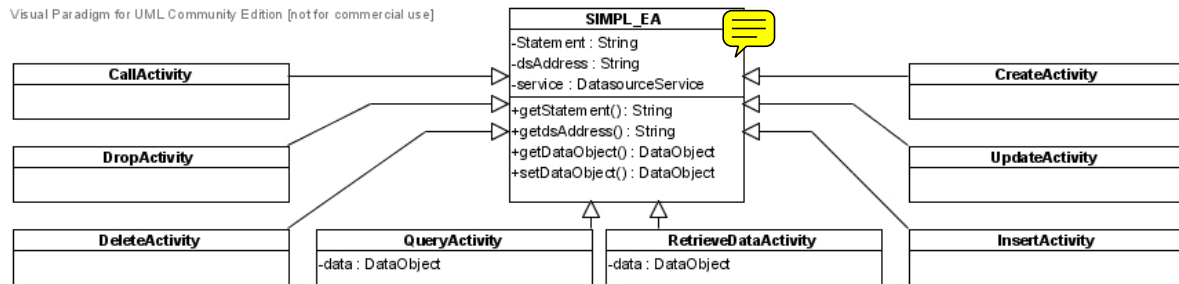 Visual Paradigm for UML Community Edition [not for commercial use]
SIMPL_EA
-Statement : String
-dsAddress : String
-service : DatasourceService
+getStatement() : String
+getdsAddress() : String
+getDataObject() : DataObject
+setDataObject() : DataObject
CallActivity
CreateActivity
DropActivity
UpdateActivity
DeleteActivity
QueryActivity
-data : DataObject
RetrieveDataActivity
-data : DataObject
InsertActivity